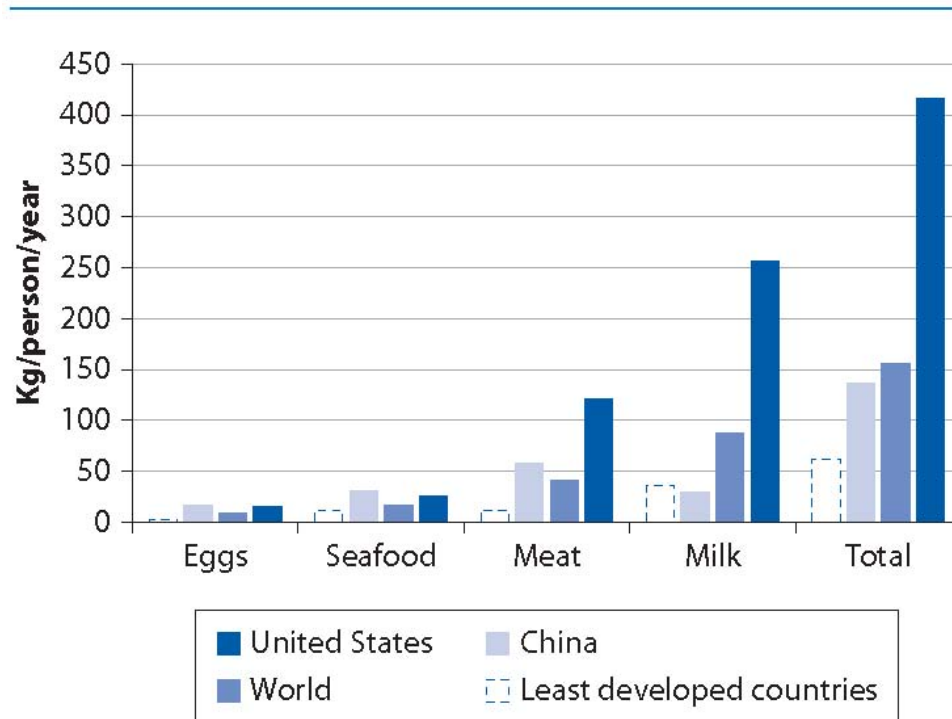 450
400
350
300
250
200
150
100
50
0
Kg/person/year
Eggs Seafood Meat Milk Total
United States China
World Least developed countries